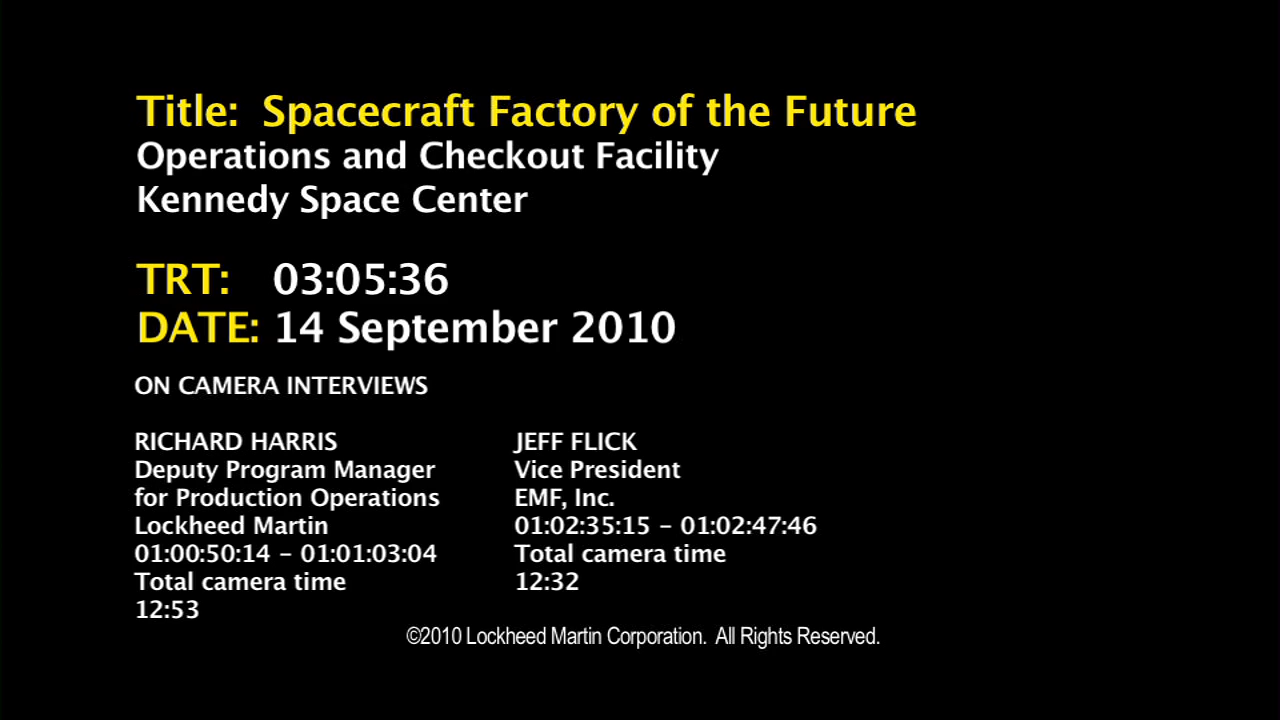 Title:  Spacecraft Factory of the Future
Operations and Checkout Facility
Kennedy Space Center
TRT: 03:05:36
DATE: 14 September 2010
ON CAMERA INTERVIEWS
RICHARD HARRIS
Deputy Program Manager
for Production Operations
Lockheed Martin
01:00:50:14 – 01:01:03:04
Total camera time
12:53
JEFF FLICK
Vice President
EMF, Inc.
01:02:35:15 – 01:02:47:46
Total camera time
12:32
©2010 Lockheed Martin Corporation.  All Rights Reserved.